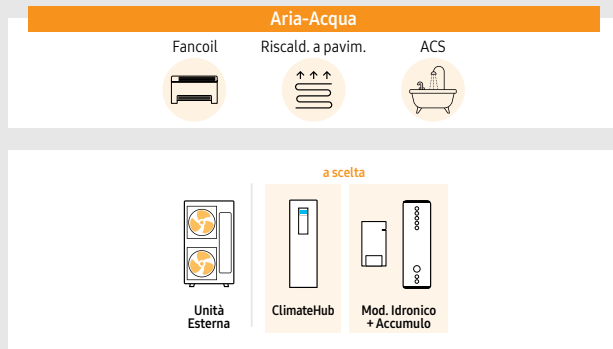 Aria-Acqua
Fancoil Riscald. a pavim. ACS
a scelta
Unità
Esterna
ClimateHub
Mod. Idronico
+ Accumulo